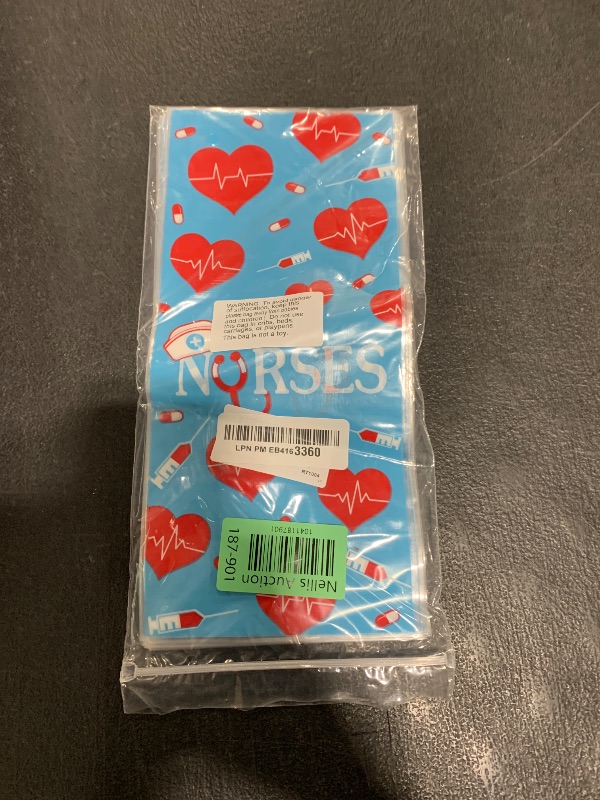 WARNING: To avoid danger
of suffocation, keep this
plastic bag away from babies
and children! Do not use
this bag in cribs, beds,
carriages, or playpens.
This bag is not a toy.
NURSES
LPN PM EB4163360
187-901
Nellis Auction
1041187901